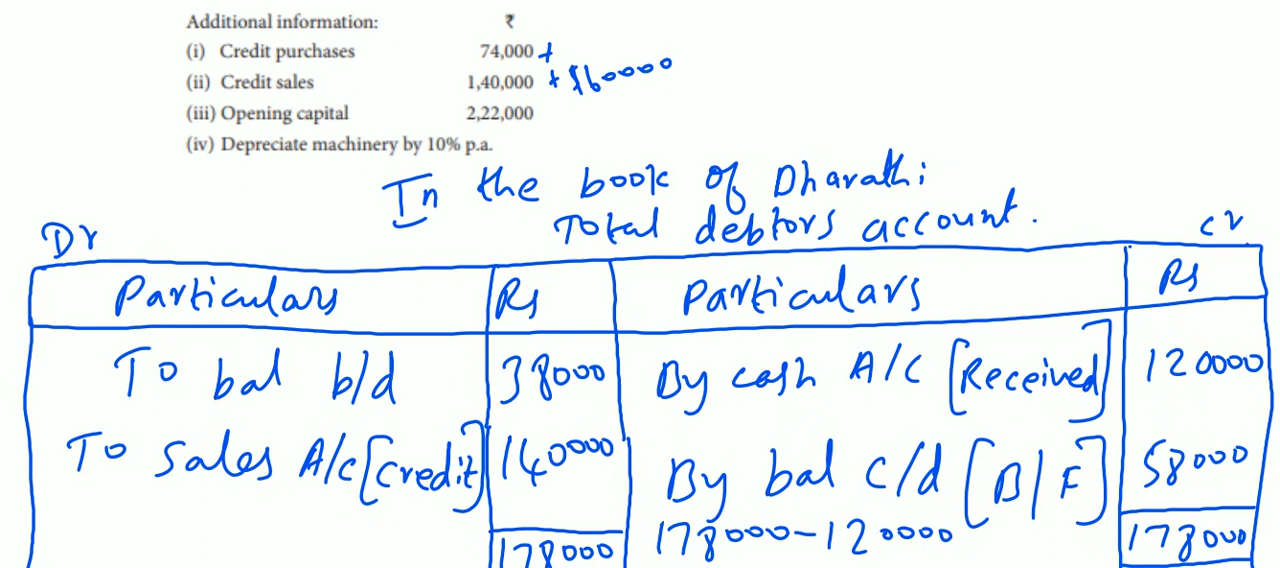 Additional information: ₹
(i) Credit purchases 74,000 +
(ii) Credit sales 1,40,000 +
(iii) Opening capital 2,22,000
(iv) Depreciate machinery by 10% p.a.
In the book of Dharathi
Total debtors account.
Dr Cr
Particulars Rs Particulars Rs
To bal b/d 38000 By cash A/C [Received] 120000
To Sales A/c [credit] 140000 By bal c/d [B/F] 58000
178000-120000
178000 178000